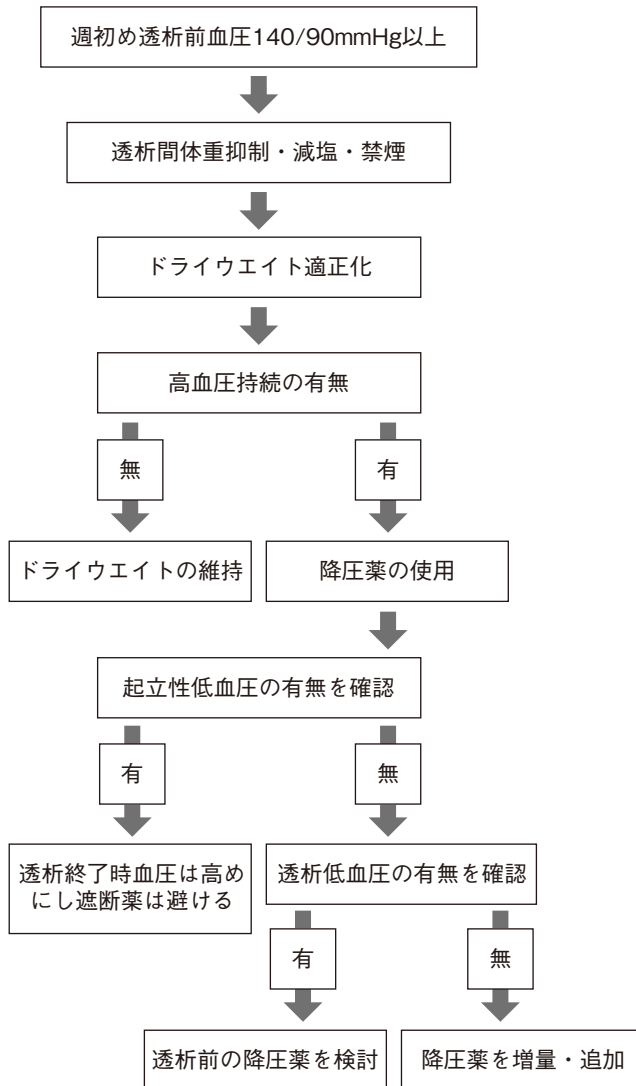 週初め透析前血圧140/90mmHg以上
透析間体重抑制・減塩・禁煙
ドライウエイト適正化
高血圧持続の有無
無
有
ドライウエイトの維持
降圧薬の使用
起立性低血圧の有無を確認
有
無
透析終了時血圧は高め
にし遮断薬は避ける
透析低血圧の有無を確認
有
無
透析前の降圧薬を検討
降圧薬を増量・追加